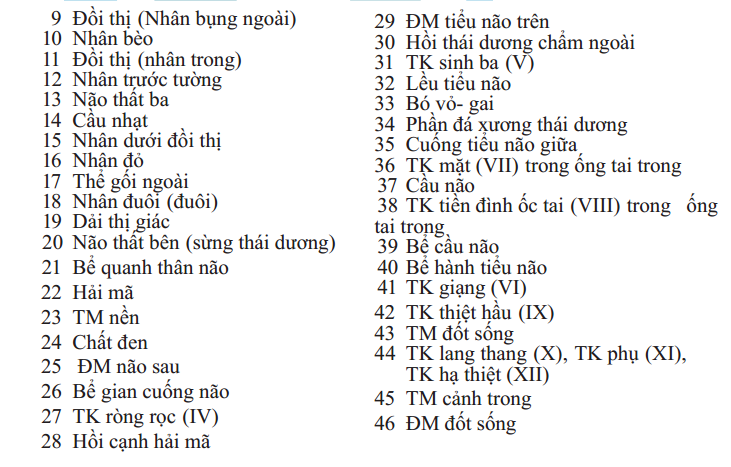 9 Đồi thị (Nhân bụng ngoài)
10 Nhân bèo
11 Đồi thị (nhân trong)
12 Nhân trước tường
13 Não thất ba
14 Cầu nhạt
15 Nhân dưới đồi thị
16 Nhận đỏ
17 Thể gối ngoài
18 Nhân đuôi (đuôi)
19 Dải thị giác
20 Não thất bên (sừng thái dương)
21 Bể quanh thân não
22 Hải mã
23 TM nền
24 Chất đen
25 ĐM não sau
26 Bể gian cuống não
27 TK ròng rọc (IV)
28 Hồi cạnh hải mã
29 ĐM tiểu não trên
30 Hồi thái dương chẩm ngoài
31 TK sinh ba (V)
32 Lều tiểu não
33 Bó vỏ- gai
34 Phần đá xương thái dương
35 Cuống tiểu não giữa
36 TK mặt (VII) trong ống tai trong
37 Cầu não
38 TK tiền đình ốc tai (VIII) trong ống
tai trong
39 Bể cầu não
40 Bể hành tiểu não
41 TK giạng (VI)
42 TK thiệt hầu (IX)
43 TM đốt sống
44 TK lang thang (X), TK phụ (XI),
TK hạ thiệt (XII)
45 TM cảnh trong
46 ĐM đốt sống